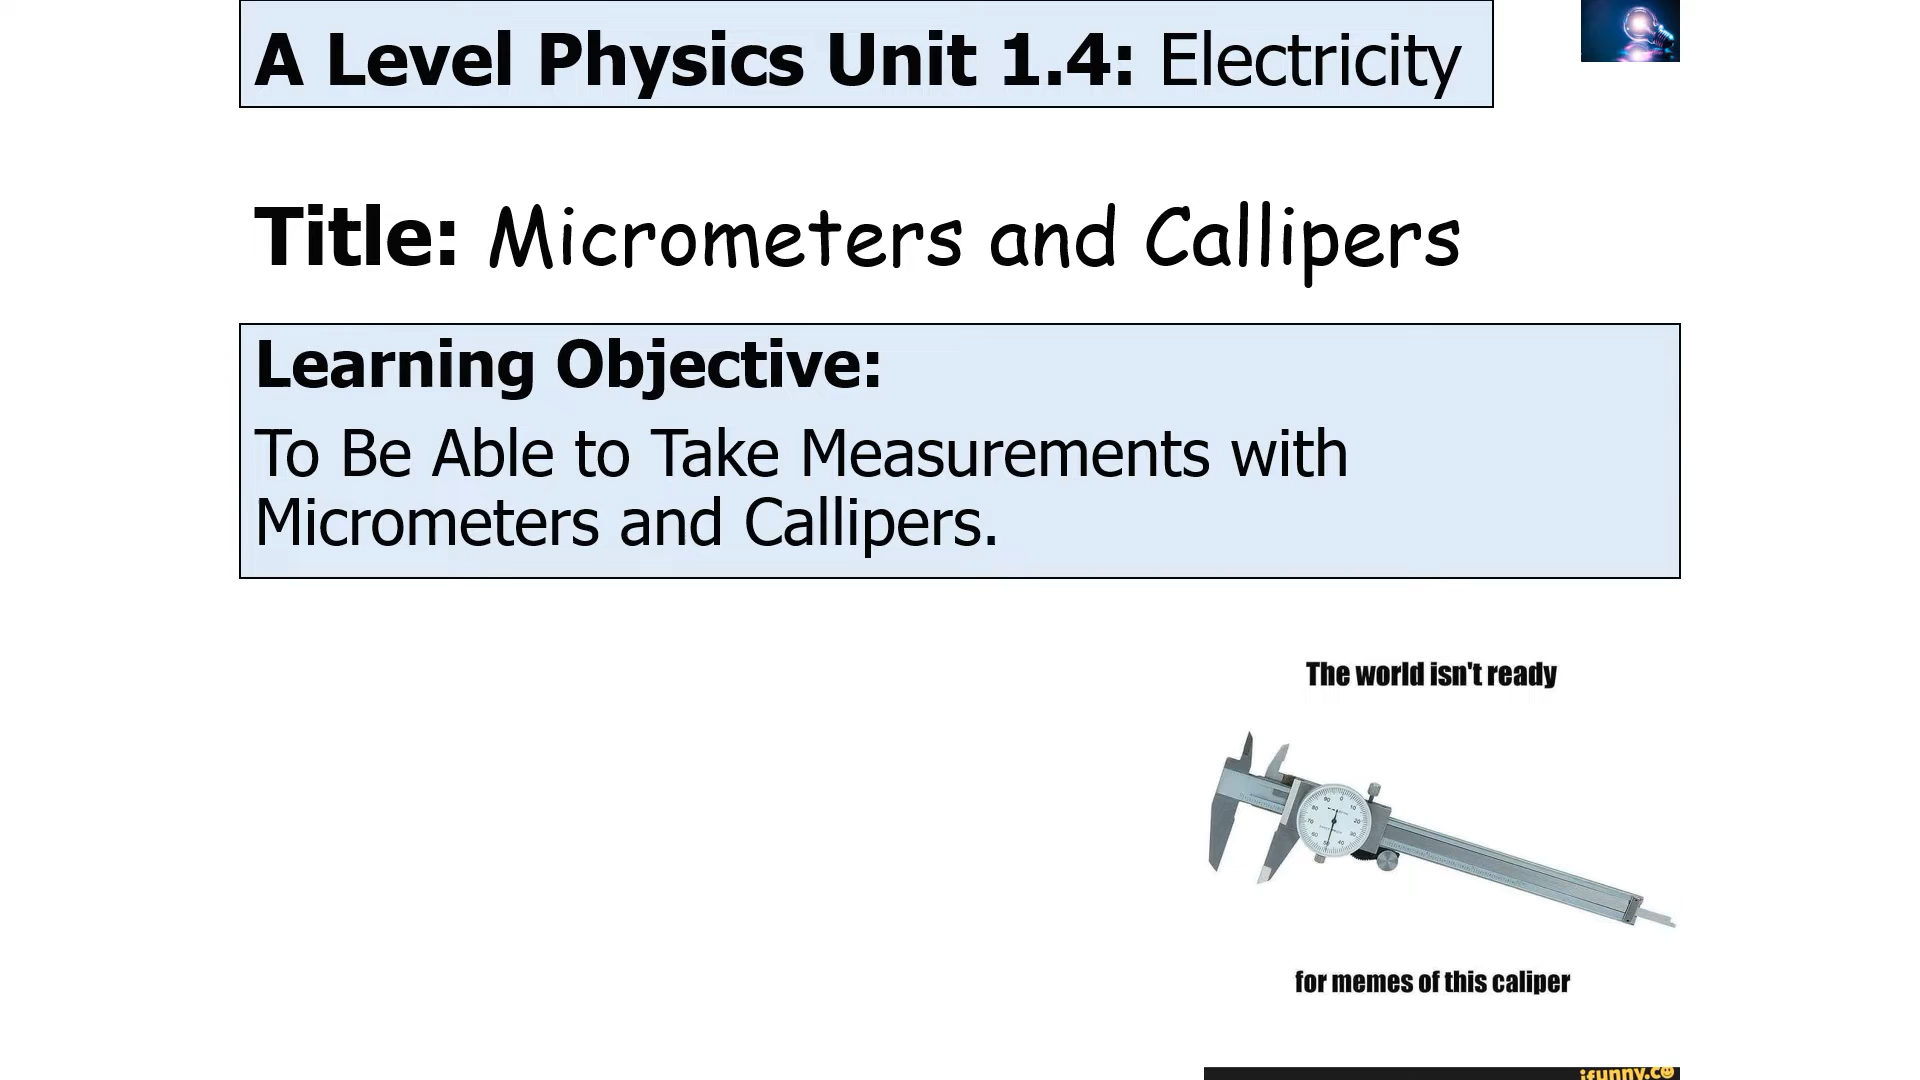 A Level Physics Unit 1.4: Electricity
Title: Micrometers and Callipers
Learning Objective:
To Be Able to Take Measurements with
Micrometers and Callipers.
The world isn't ready
for memes of this caliper
ifunny.co